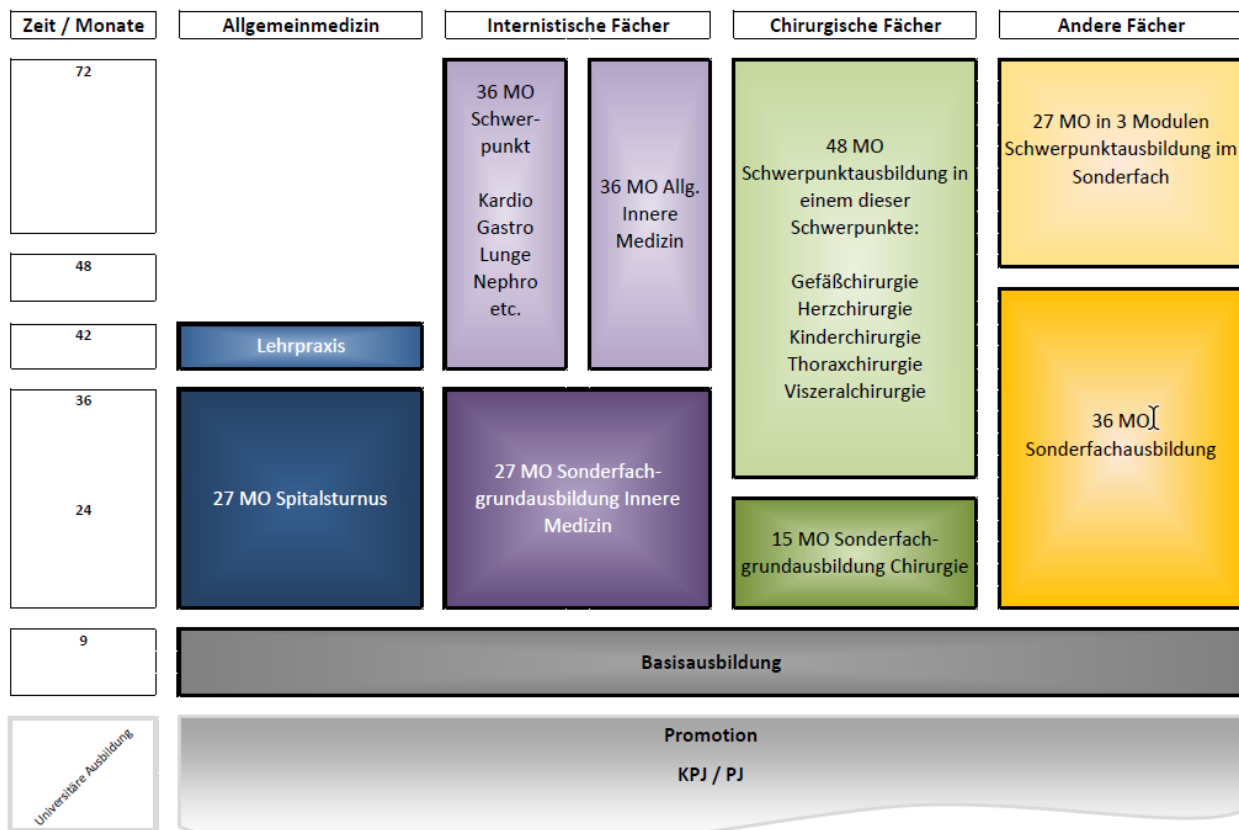 Zeit / Monate
Allgemeinmedizin
Internistische Fächer
Chirurgische Fächer
Andere Fächer
72
48
42
36
24
9
Universitäre Ausbildung
Lehrpraxis
27 MO Spitalsturnus
36 MO
Schwer-
punkt
Kardio
Gastro
Lunge
Nephro
etc.
36 MO Allg.
Innere
Medizin
27 MO Sonderfach-
grundausbildung Innere
Medizin
48 MO
Schwerpunktausbildung in
einem dieser
Schwerpunkte:
Gefäßchirurgie
Herzchirurgie
Kinderchirurgie
Thoraxchirurgie
Viszeralchirurgie
15 MO Sonderfach-
grundausbildung Chirurgie
27 MO in 3 Modulen
Schwerpunktausbildung im
Sonderfach
36 MO
Sonderfachausbildung
Basisausbildung
Promotion
KPJ / PJ